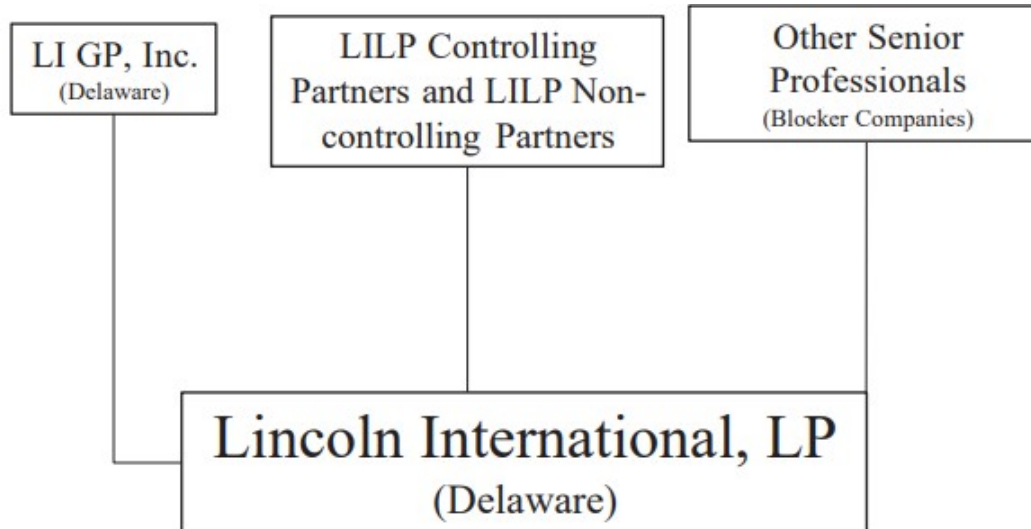 LI GP, Inc.
(Delaware)
LILP Controlling
Partners and LILP Non-
controlling Partners
Other Senior
Professionals
(Blocker Companies)
Lincoln International, LP
(Delaware)